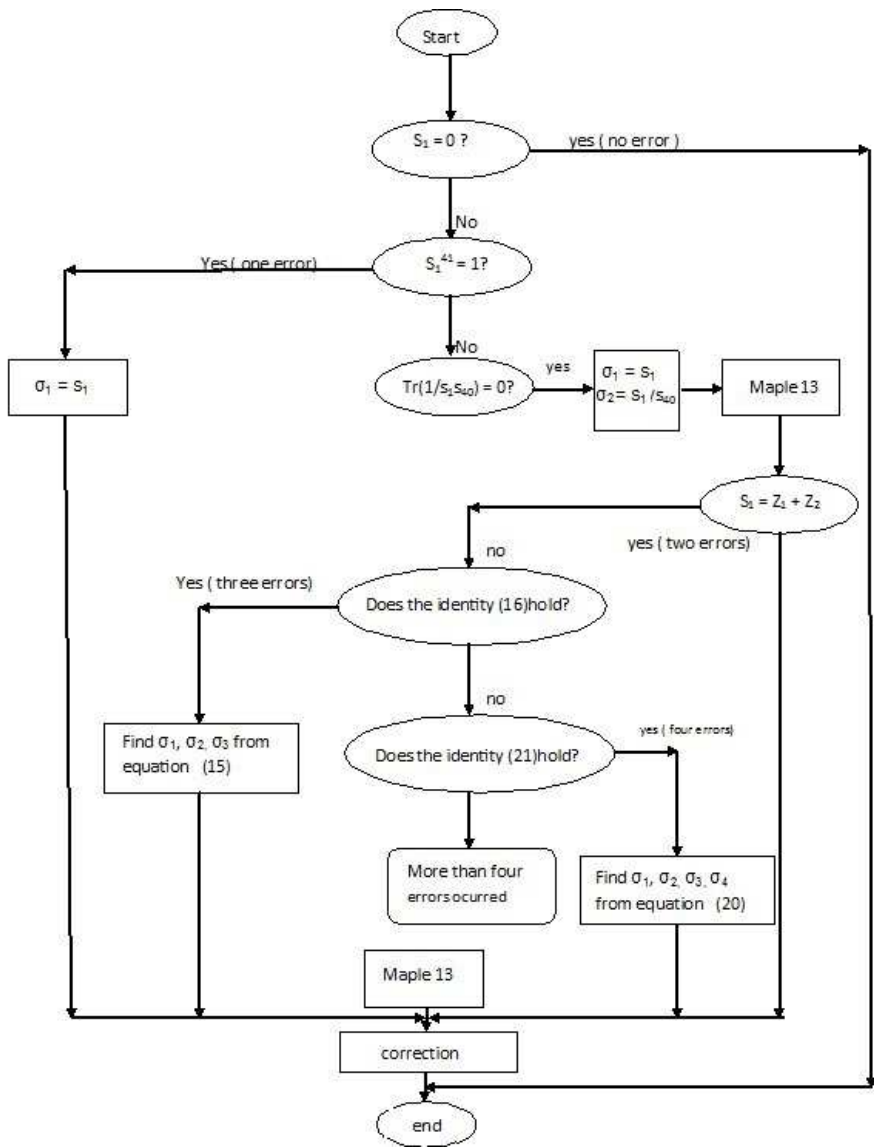 Start
S₁ = 0 ?
yes ( no error )
No
S₁⁴¹ = 1?
Yes ( one error)
No
σ₁ = s₁
Tr(1/s₁s₄₀) = 0?
yes
σ₁ = s₁
σ₂ = s₁ /s₄₀
Maple 13
S₁ = Z₁ + Z₂
yes ( two errors)
no
Yes ( three errors)
Does the identity (16)hold?
no
Find σ₁, σ₂, σ₃ from
equation (15)
Does the identity (21)hold?
yes ( four errors)
More than four
errors ocurred
Find σ₁, σ₂, σ₃, σ₄
from equation (20)
Maple 13
correction
end